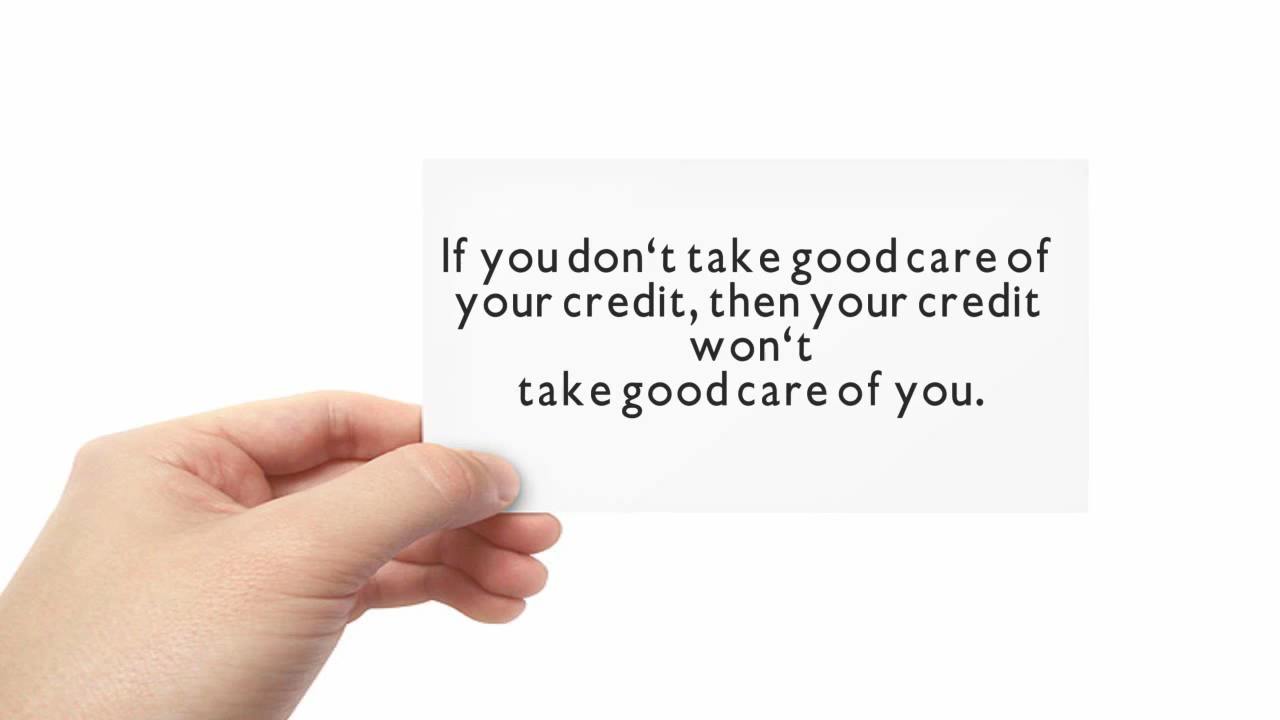 If you don‘t take good care of
your credit, then your credit
won‘t
take good care of you.